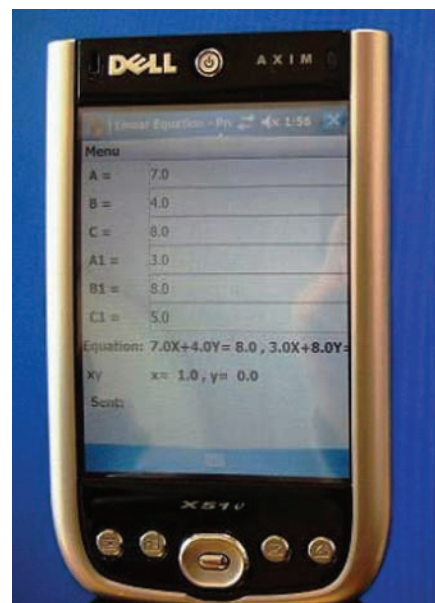 DELL AXIM
Linear Equation - Pr 1:56
Menu
A = 7.0
B = 4.0
C = 8.0
A1 = 3.0
B1 = 8.0
C1 = 5.0
Equation: 7.0X+4.0Y= 8.0 , 3.0X+8.0Y=
xy x= 1.0 , y= 0.0
Sent:
X51v